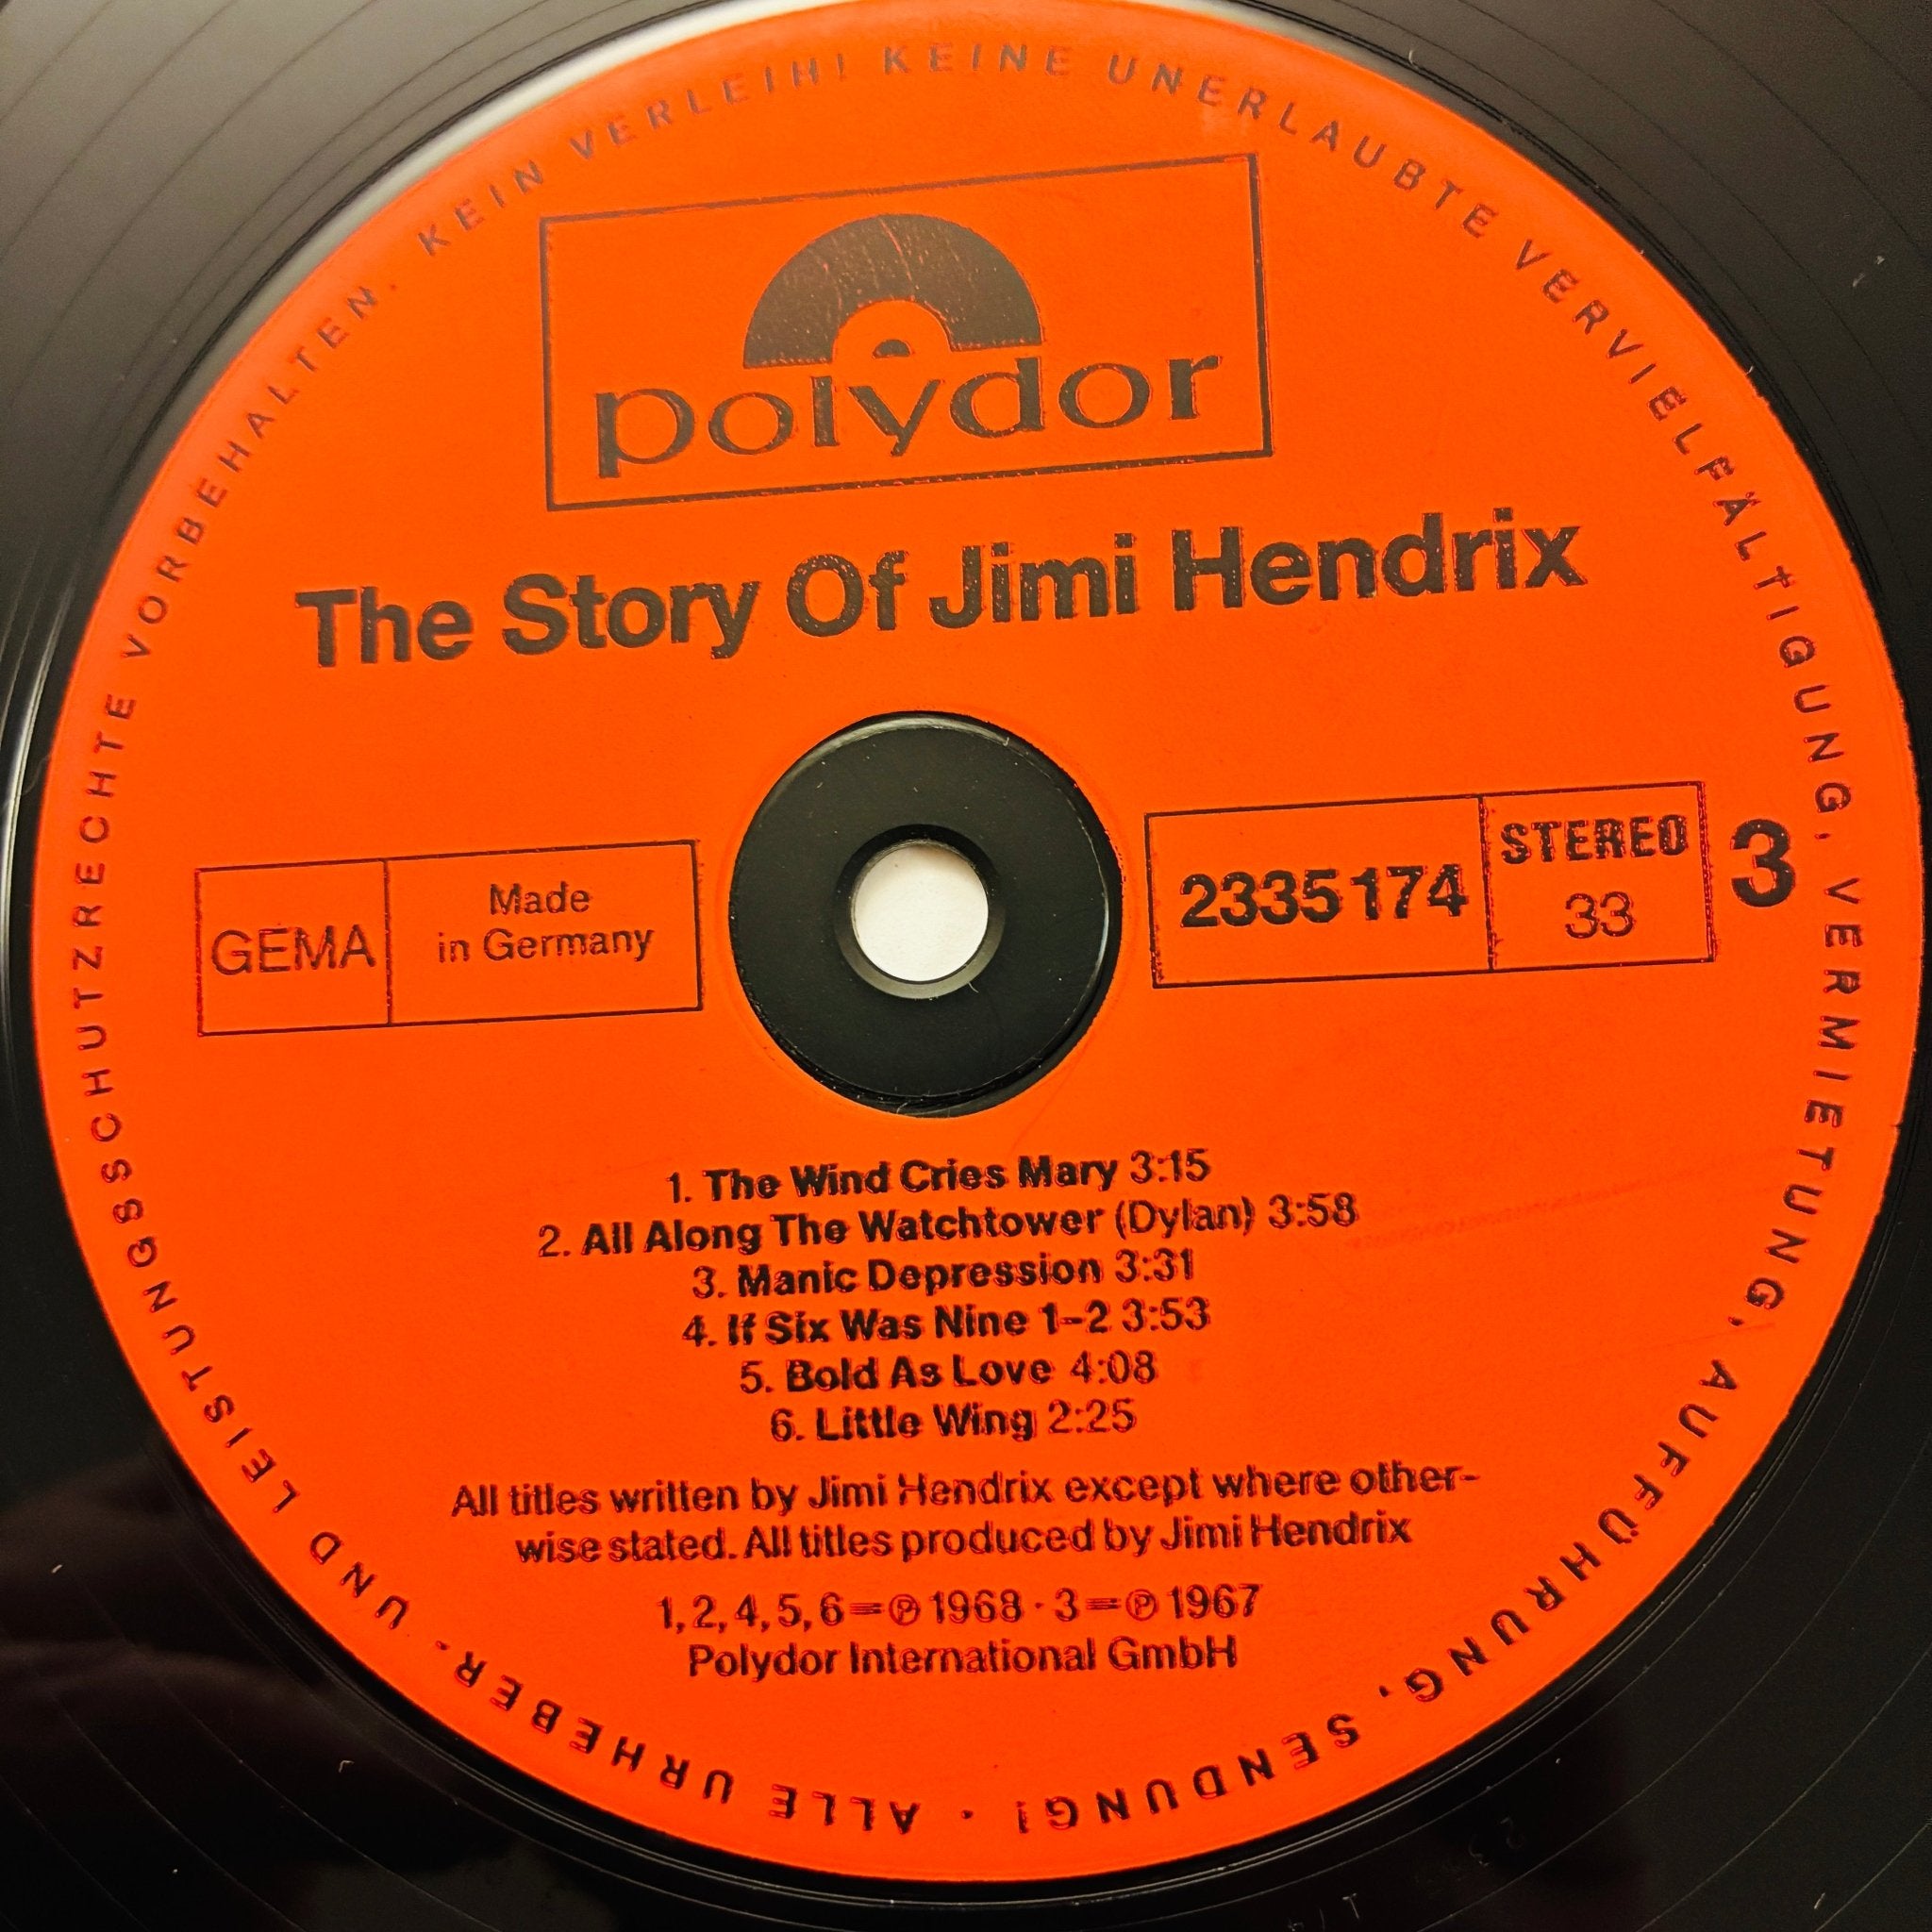 ALLE URHEBER- UND LEISTUNGSSCHUTZRECHTE VORBEHALTEN. KEIN VERLEIH! KEINE UNERLAUBTE VERVIELFÄLTIGUNG, VERMIETUNG, AUFFÜHRUNG, SENDUNG! ·
polydor
The Story Of Jimi Hendrix
GEMA
Made
in Germany
2335 174
STEREO
33
3
1. The Wind Cries Mary 3:15
2. All Along The Watchtower (Dylan) 3:58
3. Manic Depression 3:31
4. If Six Was Nine 1–2 3:53
5. Bold As Love 4:08
6. Little Wing 2:25
All titles written by Jimi Hendrix except where other-
wise stated. All titles produced by Jimi Hendrix
1, 2, 4, 5, 6 = ℗ 1968 · 3 = ℗ 1967
Polydor International GmbH